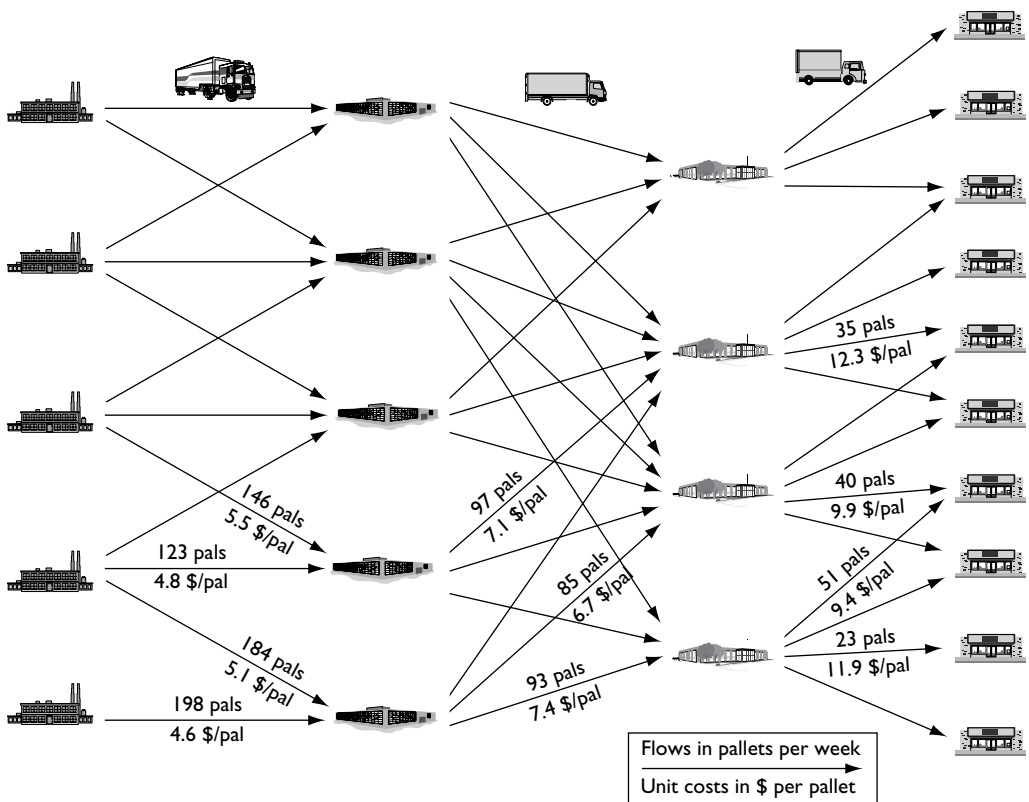 35 pals
12.3 $/pal
146 pals
5.5 $/pal
97 pals
7.1 $/pal
40 pals
9.9 $/pal
123 pals
4.8 $/pal
85 pals
6.7 $/pal
51 pals
9.4 $/pal
184 pals
5.1 $/pal
23 pals
11.9 $/pal
93 pals
7.4 $/pal
198 pals
4.6 $/pal
Flows in pallets per week
Unit costs in $ per pallet